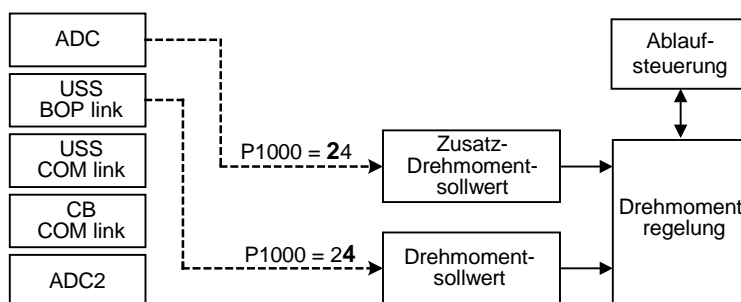 ADC
USS
BOP link
USS
COM link
CB
COM link
ADC2
P1000 = 24
P1000 = 24
Zusatz-
Drehmoment-
sollwert
Drehmoment-
sollwert
Ablauf-
steuerung
Drehmoment
regelung